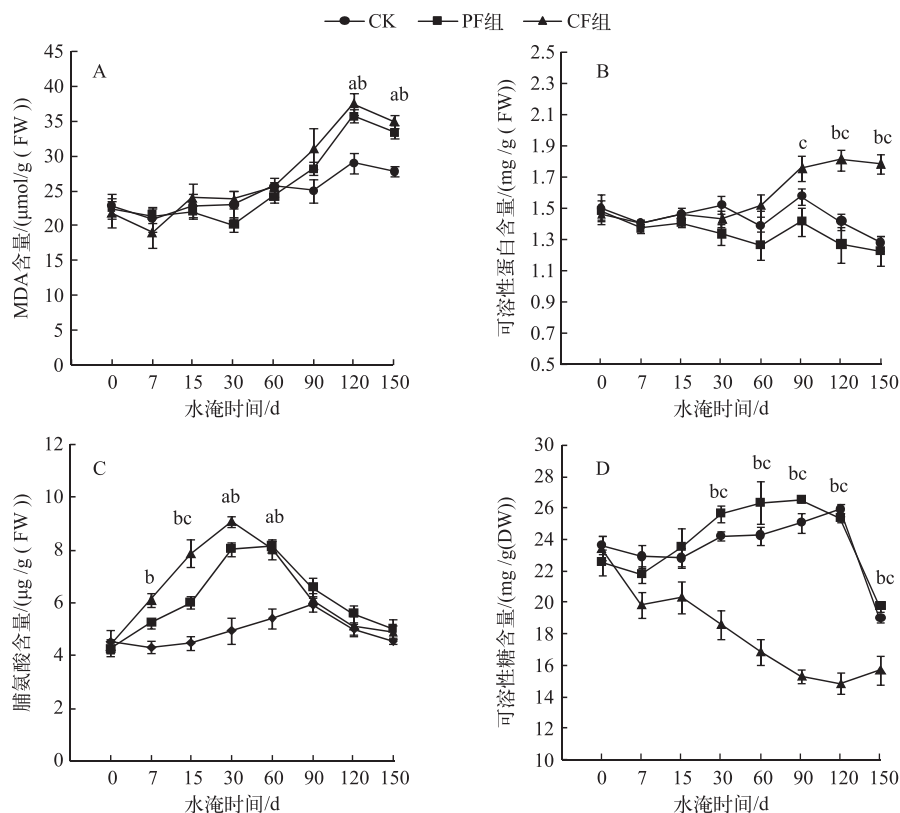 CK PF组 CF组
A
MDA含量/(μmol/g ( FW ))
45
40
35
30
25
20
15
10
5
0
ab ab
0 7 15 30 60 90 120 150
水淹时间/d
B
可溶性蛋白含量/(mg /g ( FW))
2.5
2.3
2.1
1.9
1.7
1.5
1.3
1.1
0.9
0.7
0.5
c bc bc
0 7 15 30 60 90 120 150
水淹时间/d
C
脯氨酸含量/(μg /g ( FW ))
12
10
8
6
4
2
0
b bc ab ab
0 7 15 30 60 90 120 150
水淹时间/d
D
可溶性糖含量/(mg /g(DW)
30
28
26
24
22
20
18
16
14
12
10
bc bc bc bc bc
0 7 15 30 60 90 120 150
水淹时间/d